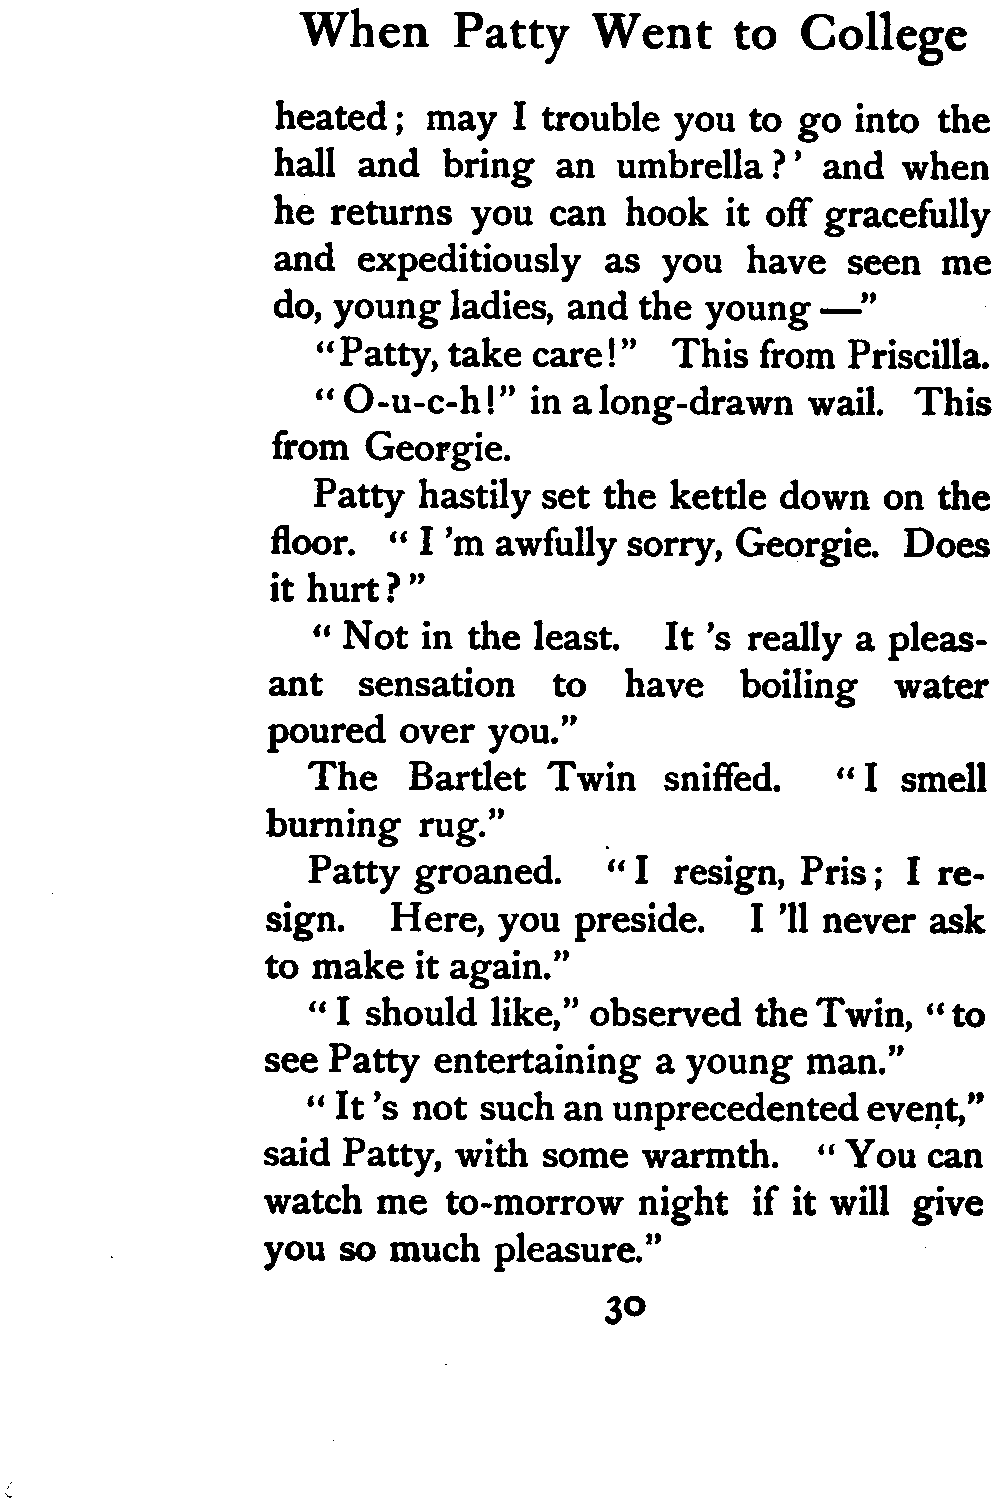 When Patty Went to College
heated; may I trouble you to go into the
hall and bring an umbrella?' and when
he returns you can hook it off gracefully
and expeditiously as you have seen me
do, young ladies, and the young —"
"Patty, take care!" This from Priscilla.
"O-u-c-h!" in a long-drawn wail. This
from Georgie.
Patty hastily set the kettle down on the
floor. "I 'm awfully sorry, Georgie. Does
it hurt?"
"Not in the least. It 's really a pleas-
ant sensation to have boiling water
poured over you."
The Bartlet Twin sniffed. "I smell
burning rug."
Patty groaned. "I resign, Pris; I re-
sign. Here, you preside. I 'll never ask
to make it again."
"I should like," observed the Twin, "to
see Patty entertaining a young man."
"It 's not such an unprecedented event,"
said Patty, with some warmth. "You can
watch me to-morrow night if it will give
you so much pleasure."
30